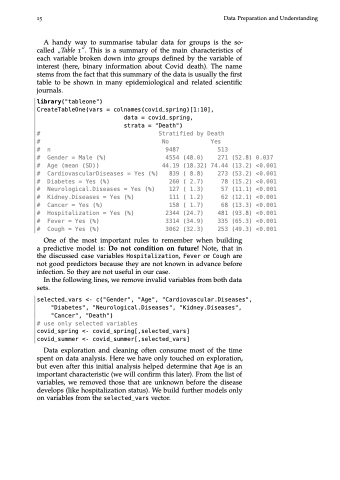 15 Data Preparation and Understanding
A handy way to summarise tabular data for groups is the so-
called „Table 1”. This is a summary of the main characteristics of
each variable broken down into groups defined by the variable of
interest (here, binary information about Covid death). The name
stems from the fact that this summary of the data is usually the first
table to be shown in many epidemiological and related scientific
journals.
library("tableone")
CreateTableOne(vars = colnames(covid_spring)[1:10],
data = covid_spring,
strata = "Death")
# Stratified by Death
# No Yes
# n 9487 513
# Gender = Male (%) 4554 (48.0) 271 (52.8) 0.037
# Age (mean (SD)) 44.19 (18.32) 74.44 (13.2) <0.001
# CardiovascularDiseases = Yes (%) 839 ( 8.8) 273 (53.2) <0.001
# Diabetes = Yes (%) 260 ( 2.7) 78 (15.2) <0.001
# Neurological.Diseases = Yes (%) 127 ( 1.3) 57 (11.1) <0.001
# Kidney.Diseases = Yes (%) 111 ( 1.2) 62 (12.1) <0.001
# Cancer = Yes (%) 158 ( 1.7) 68 (13.3) <0.001
# Hospitalization = Yes (%) 2344 (24.7) 481 (93.8) <0.001
# Fever = Yes (%) 3314 (34.9) 335 (65.3) <0.001
# Cough = Yes (%) 3062 (32.3) 253 (49.3) <0.001
One of the most important rules to remember when building
a predictive model is: Do not condition on future! Note, that in
the discussed case variables Hospitalization, Fever or Cough are
not good predictors because they are not known in advance before
infection. So they are not useful in our case.
In the following lines, we remove invalid variables from both data
sets.
selected_vars <- c("Gender", "Age", "Cardiovascular.Diseases",
"Diabetes", "Neurological.Diseases", "Kidney.Diseases",
"Cancer", "Death")
# use only selected variables
covid_spring <- covid_spring[,selected_vars]
covid_summer <- covid_summer[,selected_vars]
Data exploration and cleaning often consume most of the time
spent on data analysis. Here we have only touched on exploration,
but even after this initial analysis helped determine that Age is an
important characteristic (we will confirm this later). From the list of
variables, we removed those that are unknown before the disease
develops (like hospitalization status). We build further models only
on variables from the selected_vars vector.